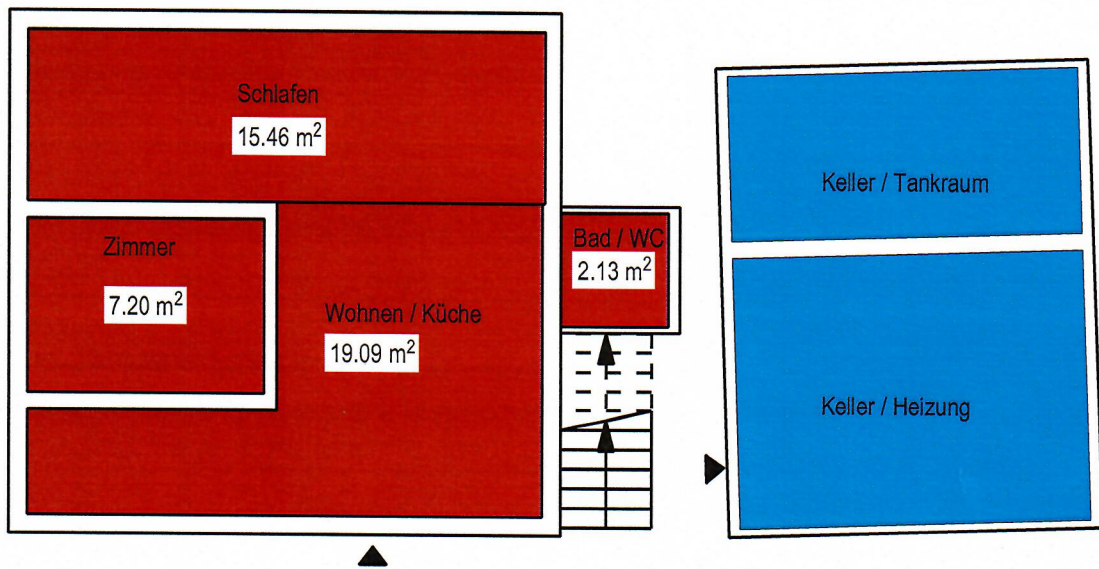 Schlafen
15.46 m²
Zimmer
7.20 m²
Wohnen / Küche
19.09 m²
Bad / WC
2.13 m²
Keller / Tankraum
Keller / Heizung